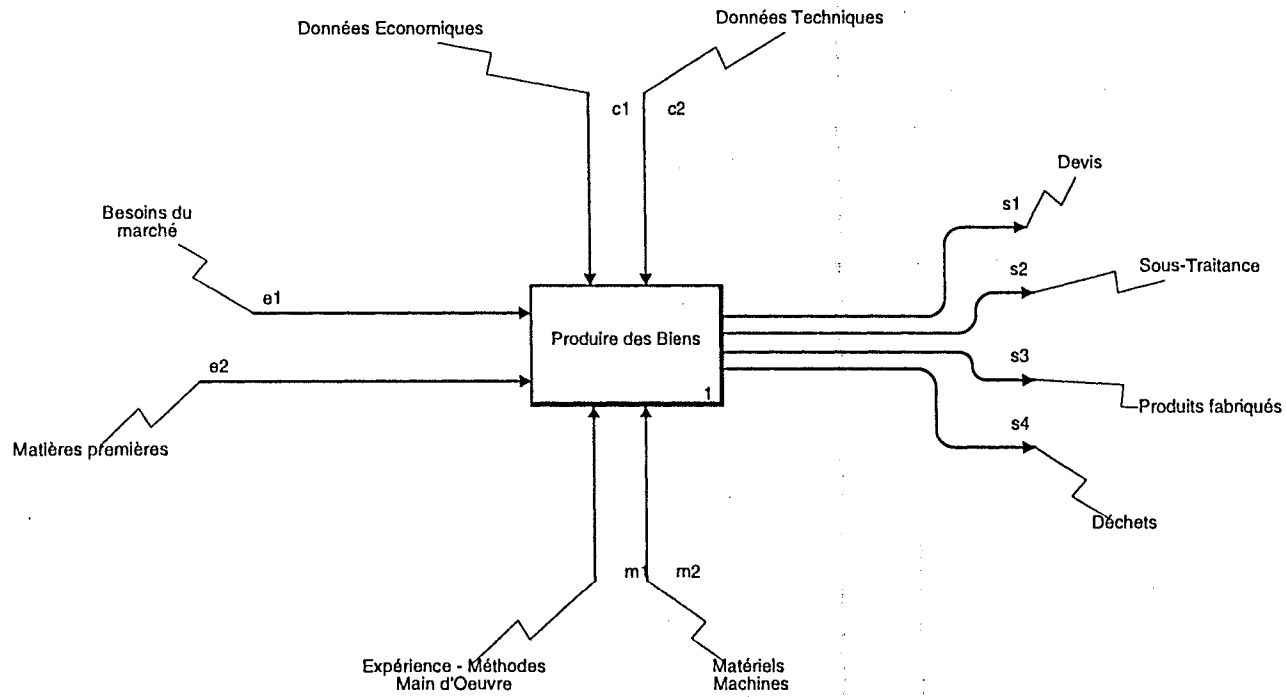 Données Economiques
Données Techniques
c1
c2
Devis
s1
Besoins du
marché
s2
Sous-Traitance
e1
Produire des Biens
s3
e2
1
Produits fabriqués
s4
Matières premières
Déchets
m1
m2
Expérience - Méthodes
Main d'Oeuvre
Matériels
Machines